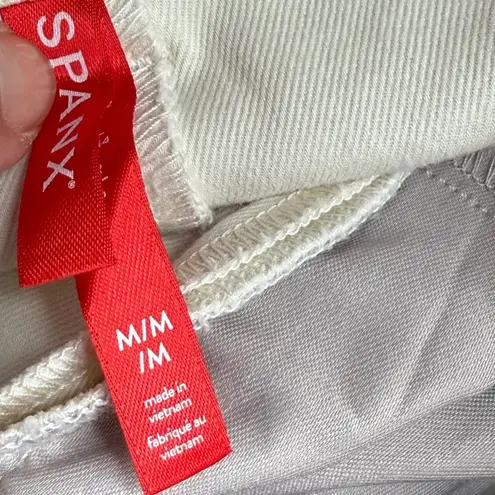 SPANX®
M/M
/M
made in
vietnam
fabriqué au
vietnam